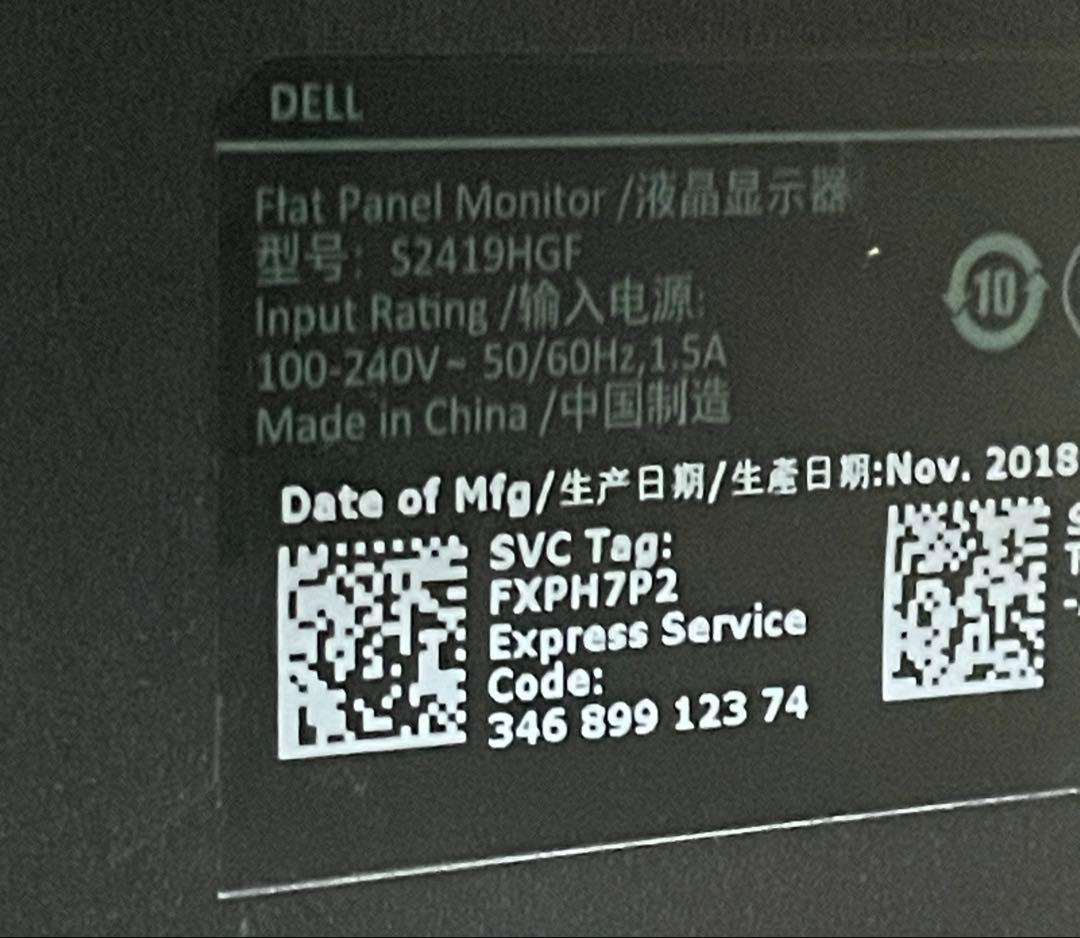 DELL
Flat Panel Monitor /液晶显示器
型号: S2419HGF
Input Rating /输入电源:
100-240V~ 50/60Hz,1.5A
Made in China /中国制造
10
Date of Mfg/生产日期/生產日期:Nov. 2018
SVC Tag:
FXPH7P2
Express Service
Code:
346 899 123 74